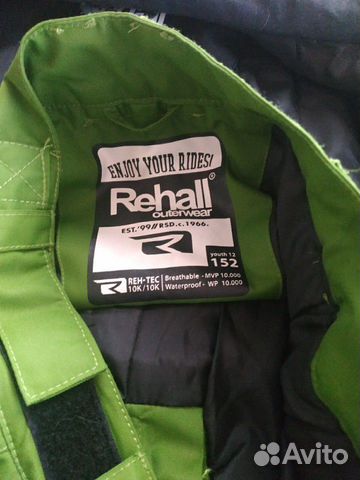 ENJOY YOUR RIDES!
Rehall®
outerwear
EST.'99//RSD.c.1966.
youth 12
152
REH-TEC
10K/10K
Breathable - MVP 10.000
Waterproof - WP 10.000
Avito